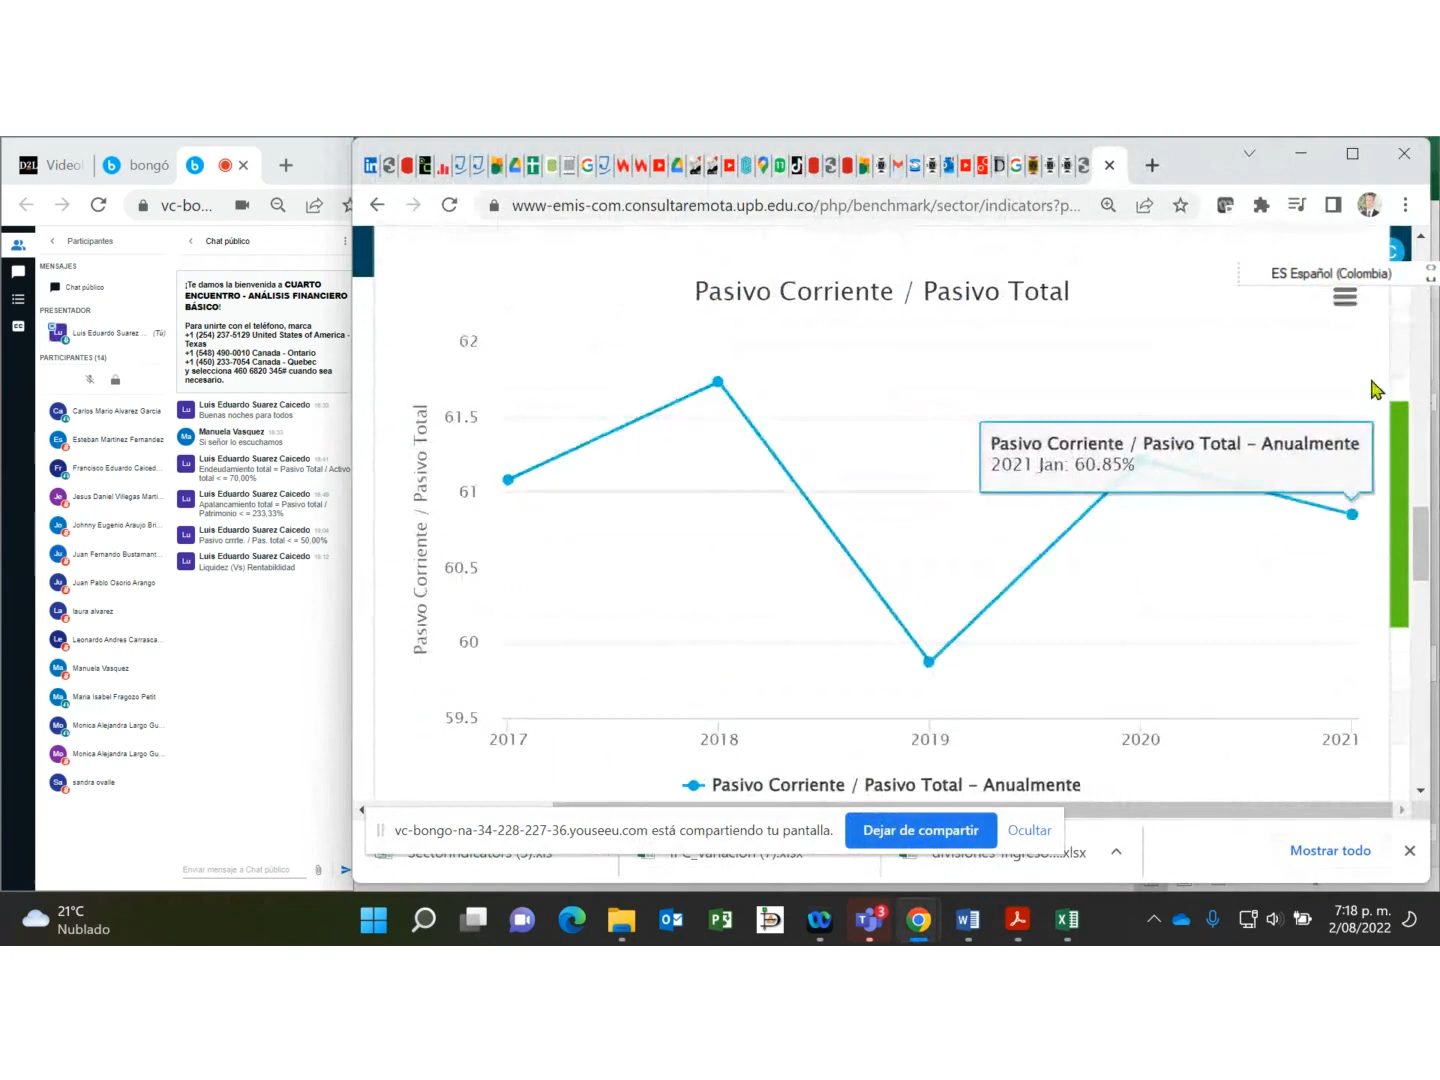 Video
bongó
vc-bo...
www-emis-com.consultaremota.upb.edu.co/php/benchmark/sector/indicators?p...
Participantes
MENSAJES
Chat público
PRESENTADOR
Luis Eduardo Suarez ... (Tú)
PARTICIPANTES (14)
Carlos Mario Alvarez Garcia
Esteban Martinez Fernandez
Francisco Eduardo Caiced...
Jesus Daniel Villegas Marti...
Johnny Eugenio Araujo Bri...
Juan Fernando Bustamant...
Juan Pablo Osorio Arango
laura alvarez
Leonardo Andres Carrasca...
Manuela Vasquez
Maria Isabel Fragozo Petit
Monica Alejandra Largo Gu...
Monica Alejandra Largo Gu...
sandra ovalle
Chat público
¡Te damos la bienvenida a CUARTO
ENCUENTRO - ANÁLISIS FINANCIERO
BÁSICO!
Para unirte con el teléfono, marca
+1 (254) 237-5129 United States of America -
Texas
+1 (548) 490-0010 Canada - Ontario
+1 (450) 233-7054 Canada - Quebec
y selecciona 460 6820 345# cuando sea
necesario.
Luis Eduardo Suarez Caicedo
Buenas noches para todos
Manuela Vasquez
Si señor lo escuchamos
Luis Eduardo Suarez Caicedo
Endeudamiento total = Pasivo Total / Activo
total < = 70,00%
Luis Eduardo Suarez Caicedo
Apalancamiento total = Pasivo total /
Patrimonio < = 233,33%
Luis Eduardo Suarez Caicedo 19:04
Pasivo crrrte. / Pas. total < = 50,00%
Luis Eduardo Suarez Caicedo 19:12
Liquidez (Vs) Rentabiklidad
Enviar mensaje a Chat público
ES Español (Colombia)
Pasivo Corriente / Pasivo Total
Pasivo Corriente / Pasivo Total
62
61.5
61
60.5
60
59.5
2017 2018 2019 2020 2021
Pasivo Corriente / Pasivo Total - Anualmente
2021 Jan: 60.85%
Pasivo Corriente / Pasivo Total - Anualmente
vc-bongo-na-34-228-227-36.youseeu.com está compartiendo tu pantalla.
Dejar de compartir
Ocultar
Mostrar todo
21°C
Nublado
7:18 p. m.
2/08/2022